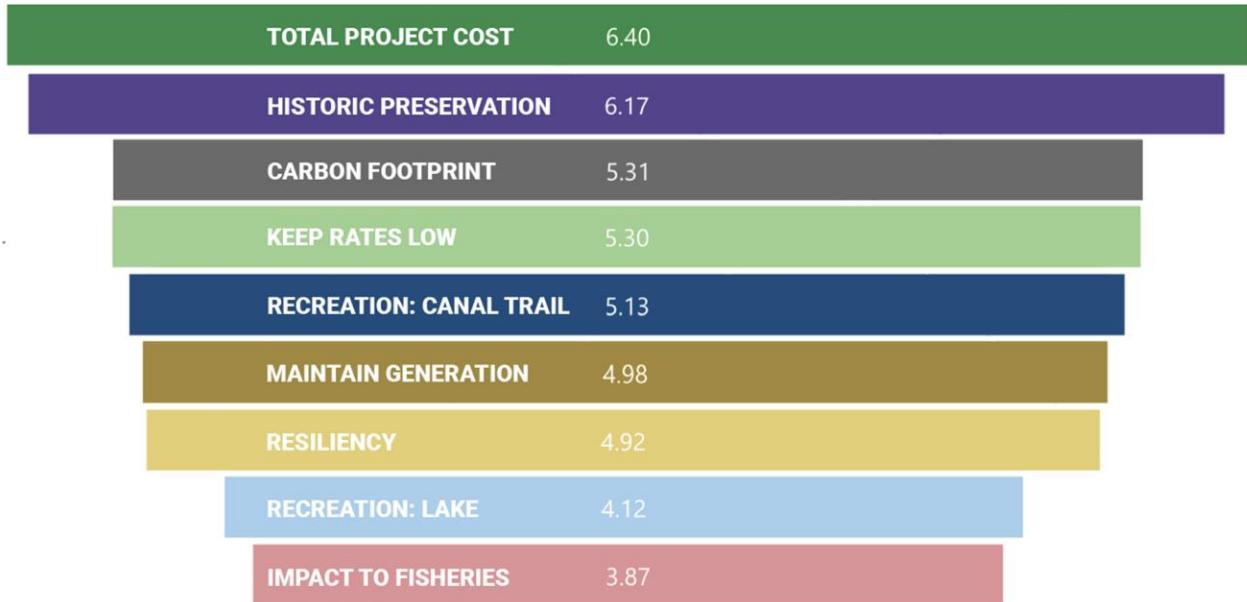 TOTAL PROJECT COST 6.40
HISTORIC PRESERVATION 6.17
CARBON FOOTPRINT 5.31
KEEP RATES LOW 5.30
RECREATION: CANAL TRAIL 5.13
MAINTAIN GENERATION 4.98
RESILIENCY 4.92
RECREATION: LAKE 4.12
IMPACT TO FISHERIES 3.87